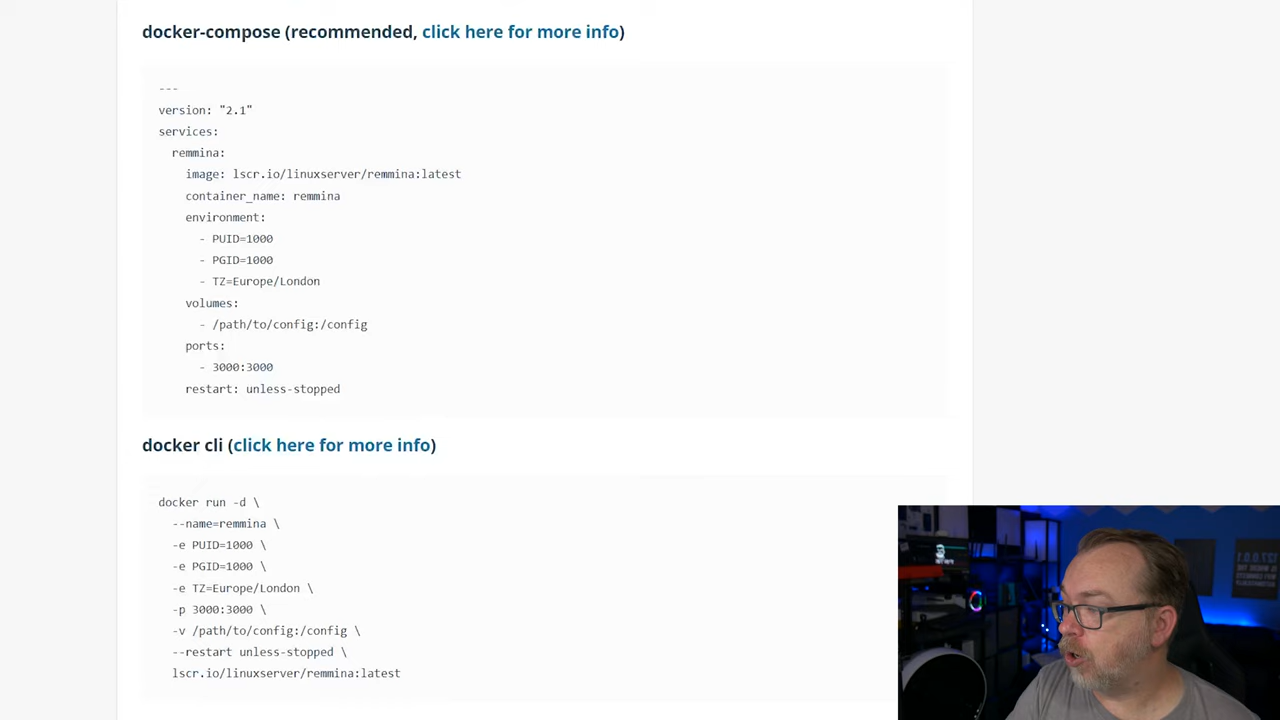 docker-compose (recommended, click here for more info)
---
version: "2.1"
services:
  remmina:
    image: lscr.io/linuxserver/remmina:latest
    container_name: remmina
    environment:
      - PUID=1000
      - PGID=1000
      - TZ=Europe/London
    volumes:
      - /path/to/config:/config
    ports:
      - 3000:3000
    restart: unless-stopped
docker cli (click here for more info)
docker run -d \
  --name=remmina \
  -e PUID=1000 \
  -e PGID=1000 \
  -e TZ=Europe/London \
  -p 3000:3000 \
  -v /path/to/config:/config \
  --restart unless-stopped \
  lscr.io/linuxserver/remmina:latest